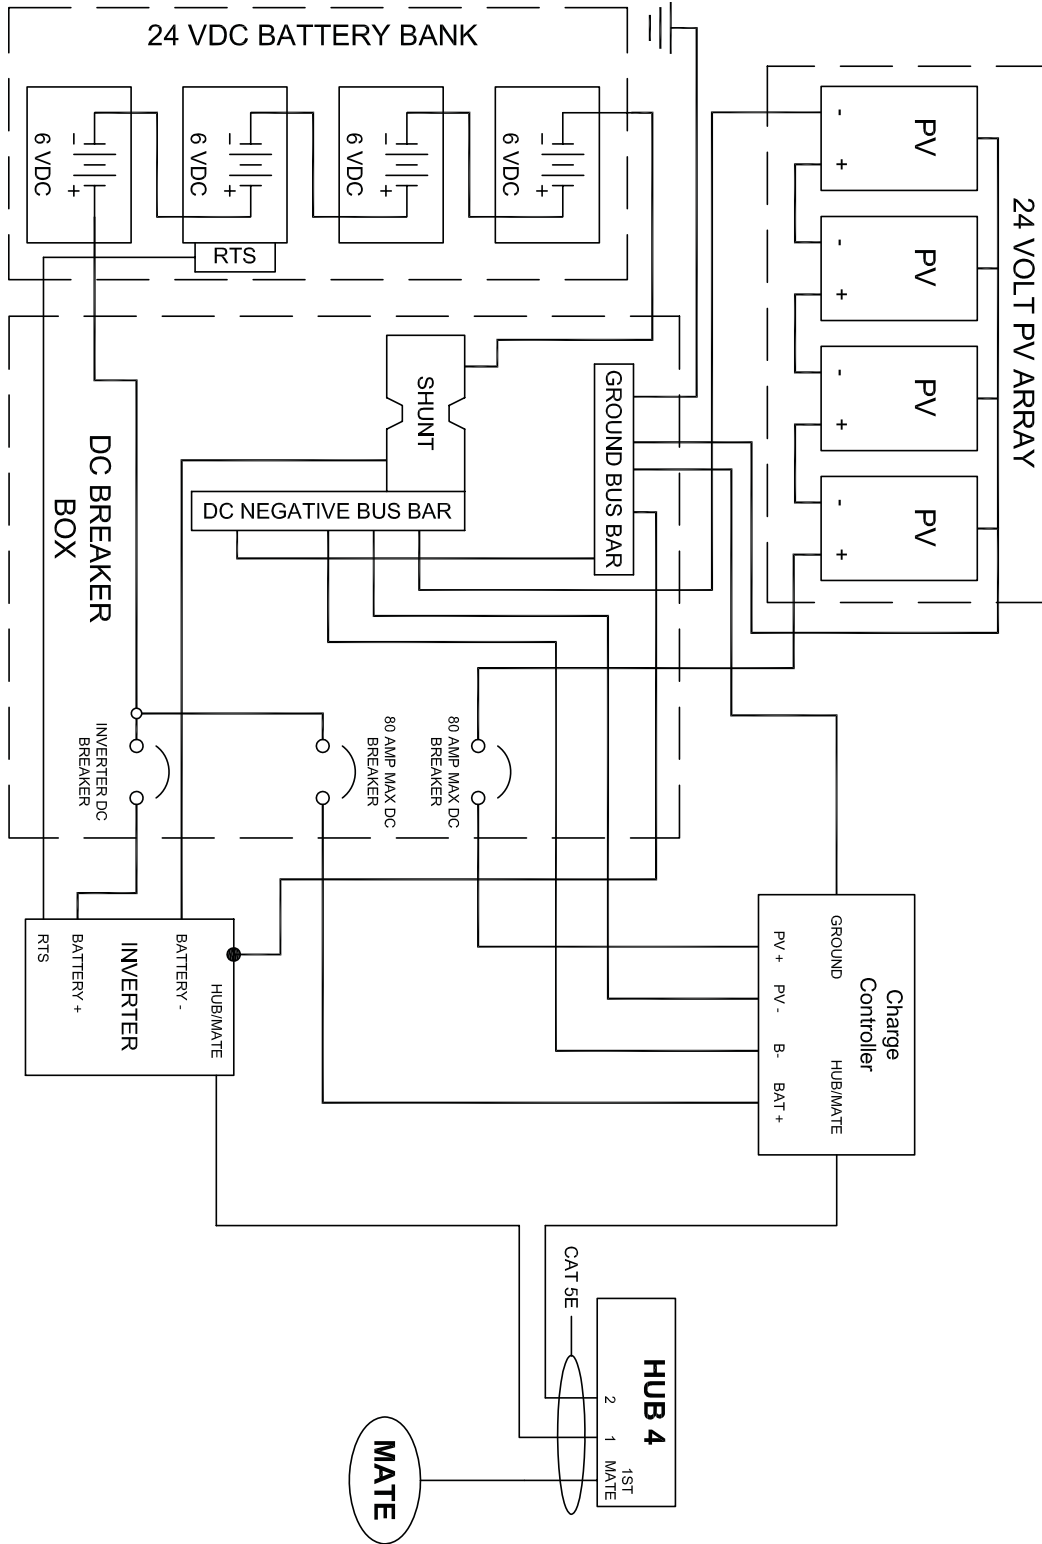 24 VDC BATTERY BANK
6 VDC
-
+
6 VDC
-
+
6 VDC
-
+
6 VDC
-
+
RTS
24 VOLT PV ARRAY
PV
-
+
PV
-
+
PV
-
+
PV
-
+
SHUNT
DC NEGATIVE BUS BAR
GROUND BUS BAR
DC BREAKER
BOX
INVERTER DC
BREAKER
80 AMP MAX DC
BREAKER
80 AMP MAX DC
BREAKER
INVERTER
RTS
BATTERY +
BATTERY -
HUB/MATE
Charge
Controller
GROUND
HUB/MATE
PV +
PV -
B-
BAT +
CAT 5E
HUB 4
2
1
1ST
MATE
MATE